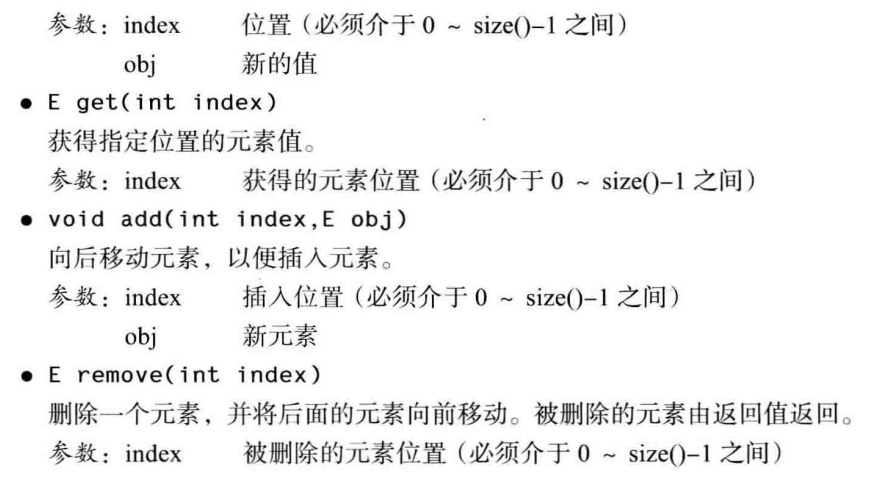 参数：index 位置（必须介于 0 ~ size()–1 之间）
obj 新的值
● E get(int index)
获得指定位置的元素值。
参数：index 获得的元素位置（必须介于 0 ~ size()–1 之间）
● void add(int index,E obj)
向后移动元素，以便插入元素。
参数：index 插入位置（必须介于 0 ~ size()–1 之间）
obj 新元素
● E remove(int index)
删除一个元素，并将后面的元素向前移动。被删除的元素由返回值返回。
参数：index 被删除的元素位置（必须介于 0 ~ size()–1 之间）